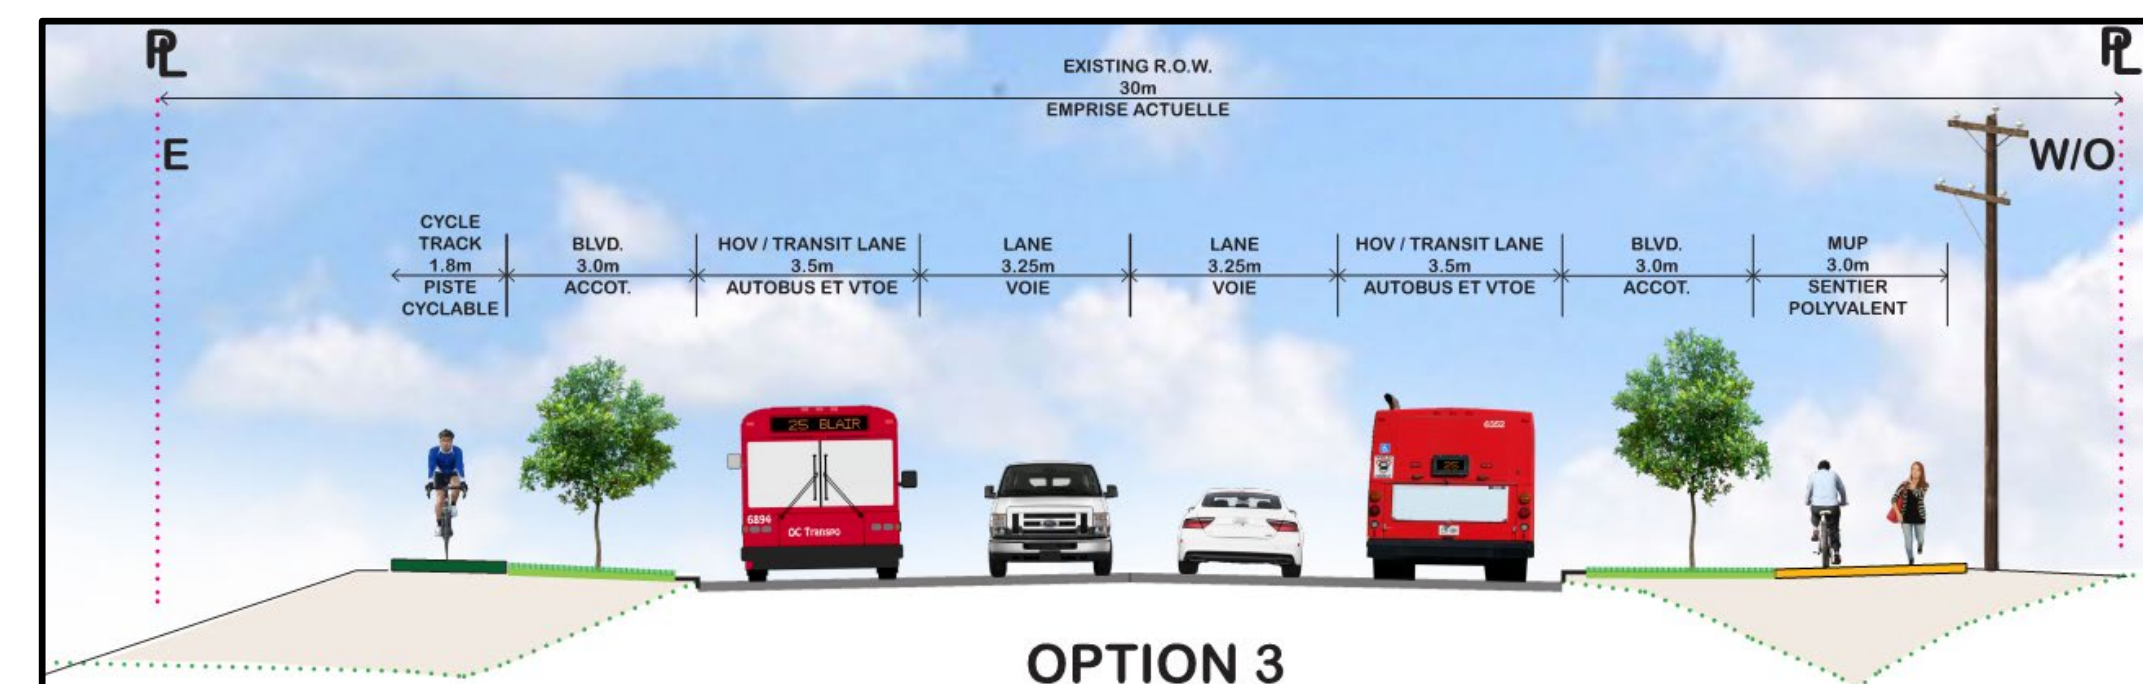 PL
PL
EXISTING R.O.W.
30m
EMPRISE ACTUELLE
E
W/O
CYCLE
TRACK
1.8m
PISTE
CYCLABLE
BLVD.
3.0m
ACCOT.
HOV / TRANSIT LANE
3.5m
AUTOBUS ET VTOE
LANE
3.25m
VOIE
LANE
3.25m
VOIE
HOV / TRANSIT LANE
3.5m
AUTOBUS ET VTOE
BLVD.
3.0m
ACCOT.
MUP
3.0m
SENTIER
POLYVALENT
25 BLAIR
6894
OC Transpo
6352
25
OPTION 3